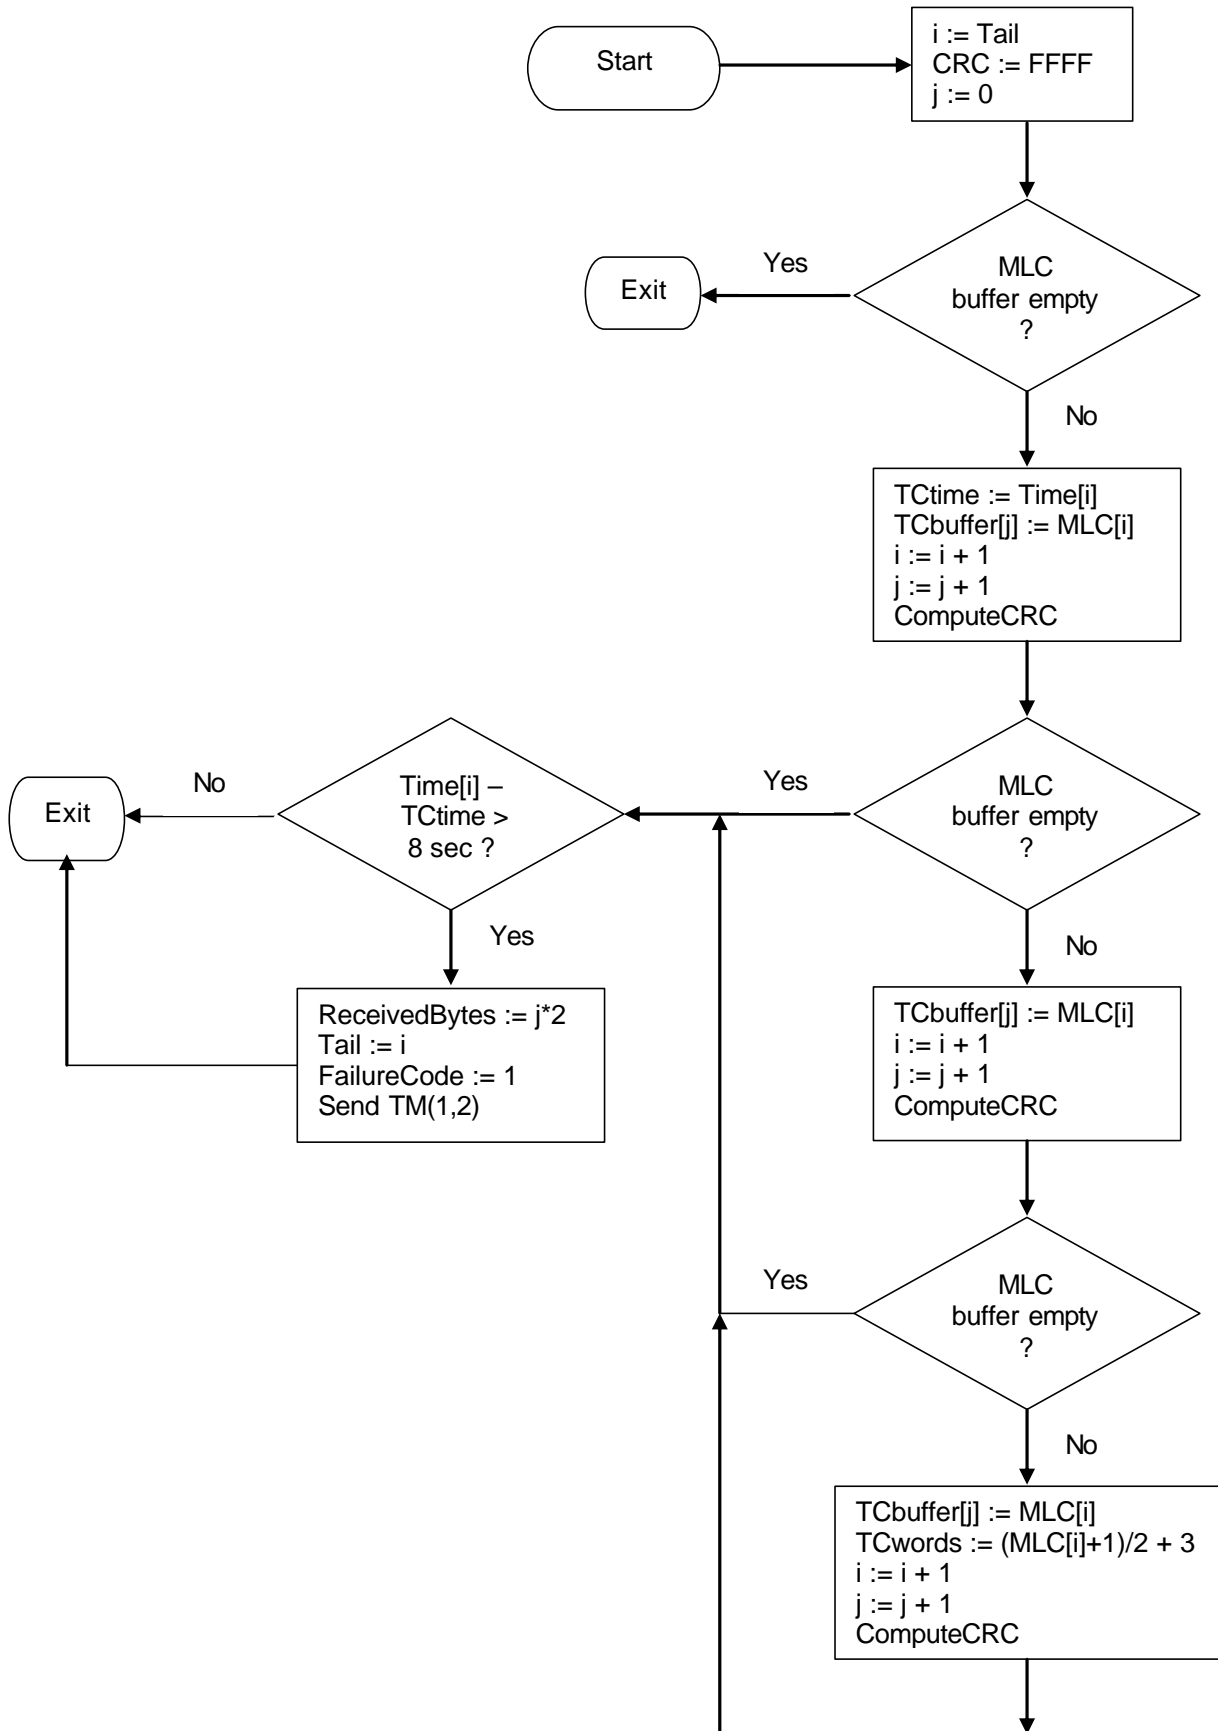 Start
i := Tail
CRC := FFFF
j := 0
Yes
Exit
MLC
buffer empty
?
No
TCtime := Time[i]
TCbuffer[j] := MLC[i]
i := i + 1
j := j + 1
ComputeCRC
No
Exit
Time[i] –
TCtime >
8 sec ?
Yes
MLC
buffer empty
?
Yes
No
ReceivedBytes := j*2
Tail := i
FailureCode := 1
Send TM(1,2)
TCbuffer[j] := MLC[i]
i := i + 1
j := j + 1
ComputeCRC
Yes
MLC
buffer empty
?
No
TCbuffer[j] := MLC[i]
TCwords := (MLC[i]+1)/2 + 3
i := i + 1
j := j + 1
ComputeCRC